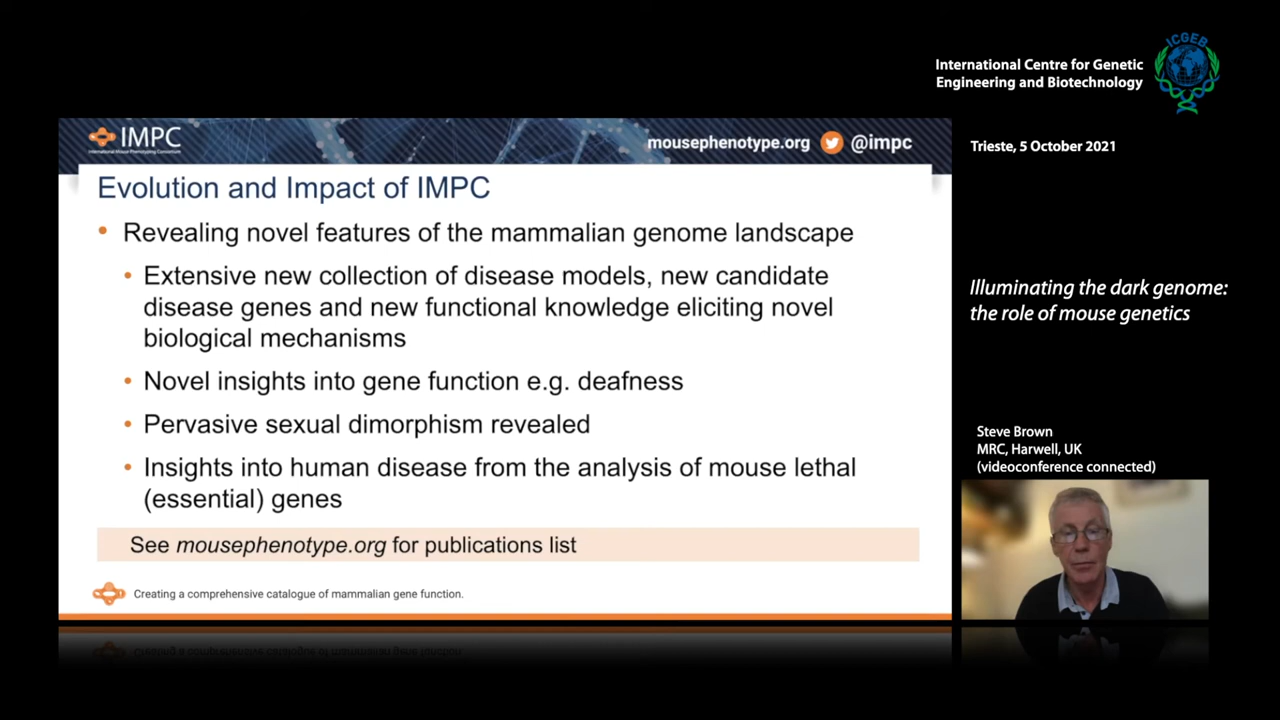 ICGEB
International Centre for Genetic
Engineering and Biotechnology
IMPC
International Mouse Phenotyping Consortium
mousephenotype.org @impc
Trieste, 5 October 2021
Evolution and Impact of IMPC
• Revealing novel features of the mammalian genome landscape
• Extensive new collection of disease models, new candidate
disease genes and new functional knowledge eliciting novel
biological mechanisms
• Novel insights into gene function e.g. deafness
• Pervasive sexual dimorphism revealed
• Insights into human disease from the analysis of mouse lethal
(essential) genes
See mousephenotype.org for publications list
Creating a comprehensive catalogue of mammalian gene function.
Illuminating the dark genome:
the role of mouse genetics
Steve Brown
MRC, Harwell, UK
(videoconference connected)